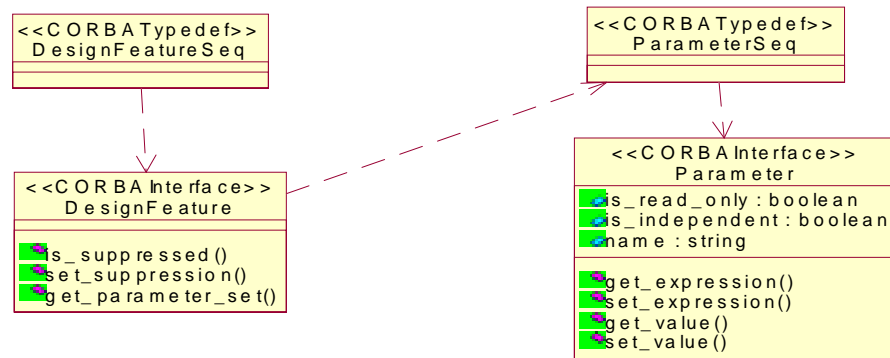 <<CORBATypedef>>
DesignFeatureSeq
<<CORBATypedef>>
ParameterSeq
<<CORBAInterface>>
DesignFeature
is_suppressed()
set_suppression()
get_parameter_set()
<<CORBAInterface>>
Parameter
is_read_only : boolean
is_independent : boolean
name : string
get_expression()
set_expression()
get_value()
set_value()